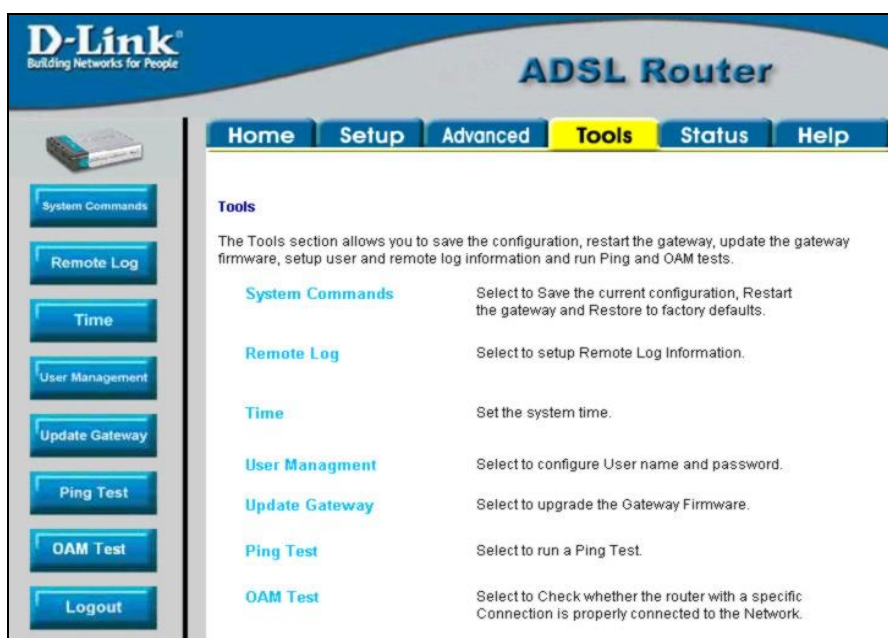 D-Link®
Building Networks for People
ADSL Router
Home Setup Advanced Tools Status Help
System Commands
Remote Log
Time
User Management
Update Gateway
Ping Test
OAM Test
Logout
Tools
The Tools section allows you to save the configuration, restart the gateway, update the gateway
firmware, setup user and remote log information and run Ping and OAM tests.
System Commands Select to Save the current configuration, Restart
the gateway and Restore to factory defaults.
Remote Log Select to setup Remote Log Information.
Time Set the system time.
User Managment Select to configure User name and password.
Update Gateway Select to upgrade the Gateway Firmware.
Ping Test Select to run a Ping Test.
OAM Test Select to Check whether the router with a specific
Connection is properly connected to the Network.